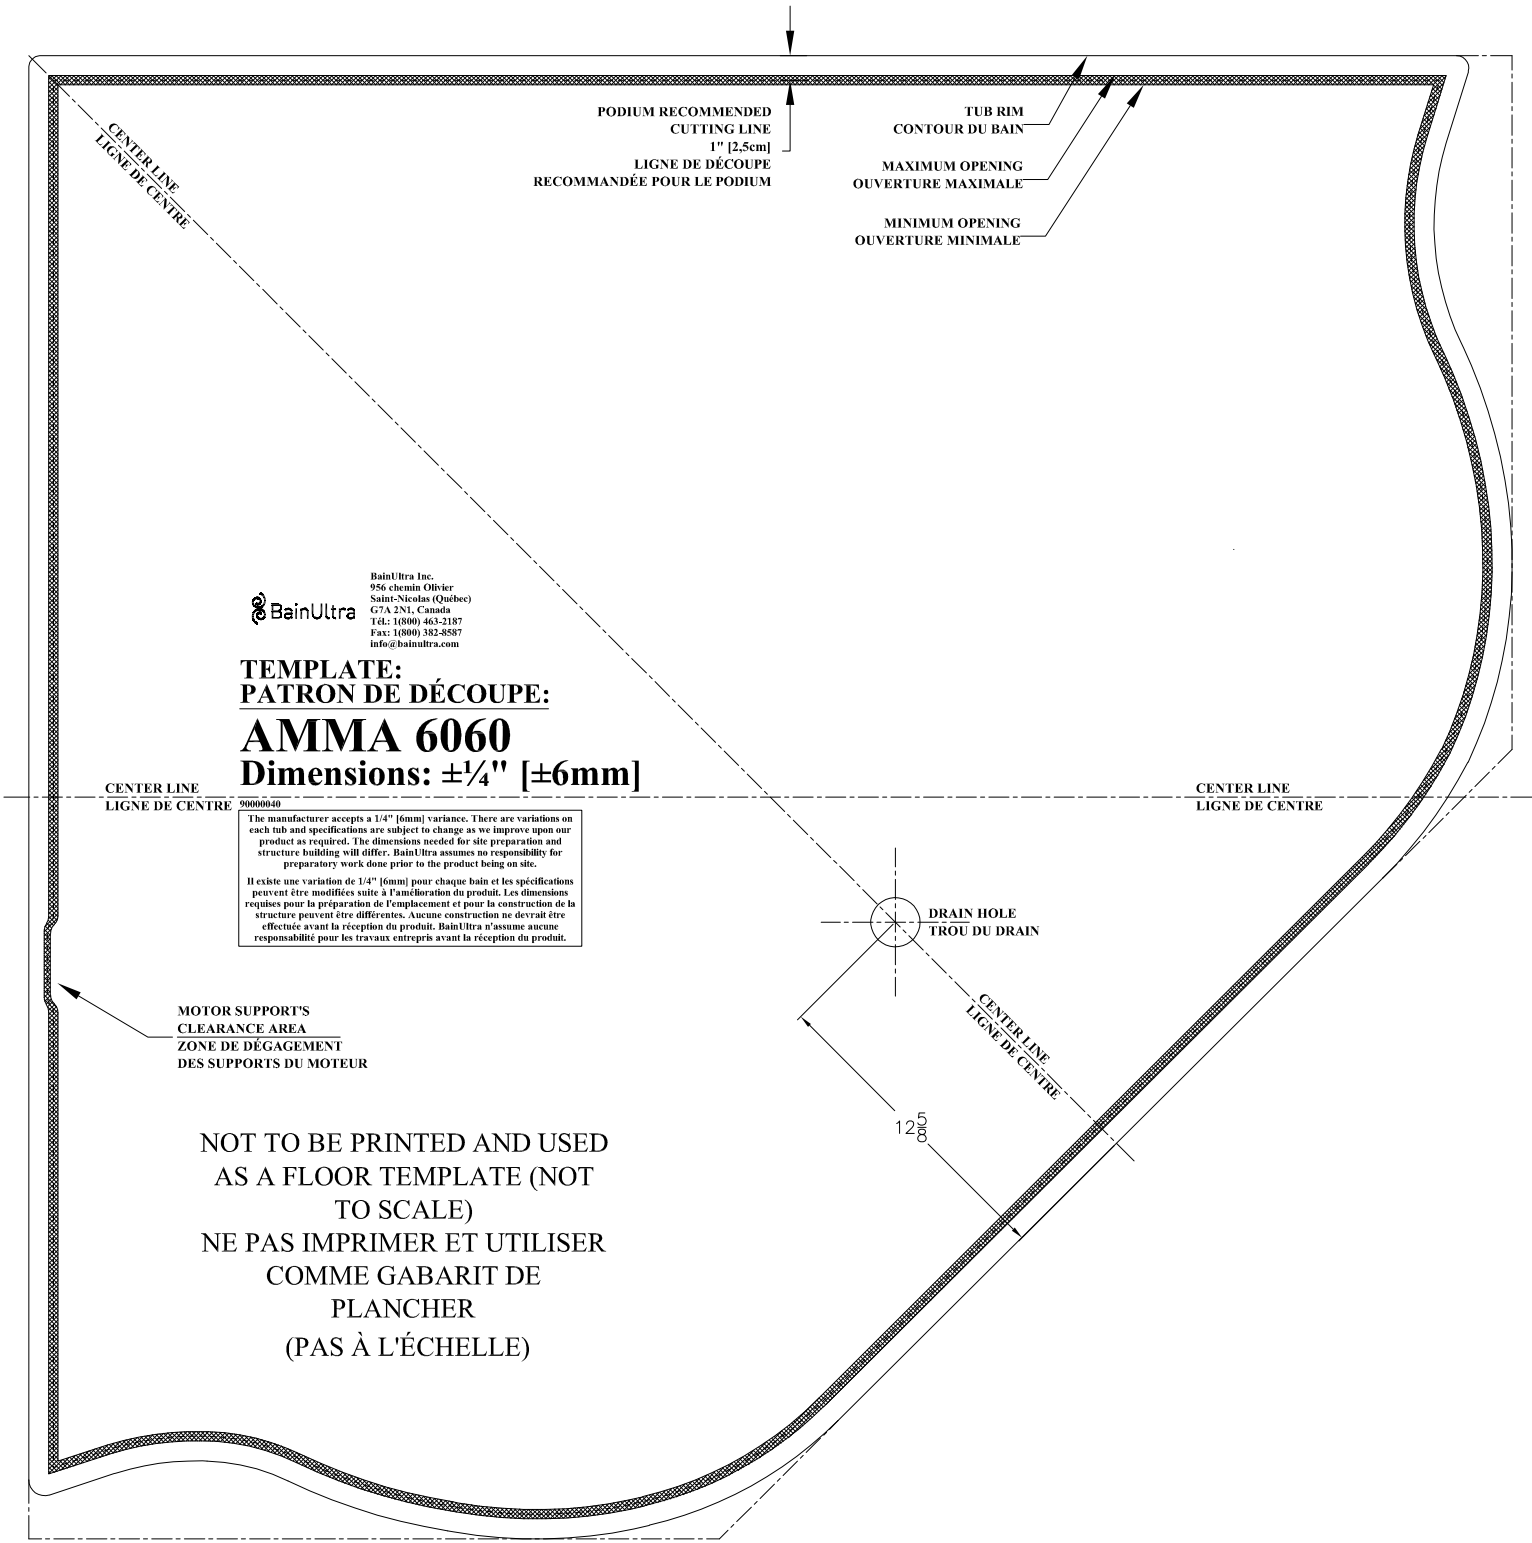 PODIUM RECOMMENDED
CUTTING LINE
1" [2,5cm]
LIGNE DE DÉCOUPE
RECOMMANDÉE POUR LE PODIUM
TUB RIM
CONTOUR DU BAIN
MAXIMUM OPENING
OUVERTURE MAXIMALE
MINIMUM OPENING
OUVERTURE MINIMALE
CENTER LINE
LIGNE DE CENTRE
BainUltra
BainUltra Inc.
956 chemin Olivier
Saint-Nicolas (Québec)
G7A 2N1, Canada
Tél.: 1(800) 463-2187
Fax: 1(800) 382-8587
info@bainultra.com
TEMPLATE:
PATRON DE DÉCOUPE:
AMMA 6060
Dimensions: ±¼" [±6mm]
CENTER LINE
LIGNE DE CENTRE
90000040
CENTER LINE
LIGNE DE CENTRE
The manufacturer accepts a 1/4" [6mm] variance. There are variations on
each tub and specifications are subject to change as we improve upon our
product as required. The dimensions needed for site preparation and
structure building will differ. BainUltra assumes no responsibility for
preparatory work done prior to the product being on site.
Il existe une variation de 1/4" [6mm] pour chaque bain et les spécifications
peuvent être modifiées suite à l'amélioration du produit. Les dimensions
requises pour la préparation de l'emplacement et pour la construction de la
structure peuvent être différentes. Aucune construction ne devrait être
effectuée avant la réception du produit. BainUltra n'assume aucune
responsabilité pour les travaux entrepris avant la réception du produit.
DRAIN HOLE
TROU DU DRAIN
MOTOR SUPPORT'S
CLEARANCE AREA
ZONE DE DÉGAGEMENT
DES SUPPORTS DU MOTEUR
CENTER LINE
LIGNE DE CENTRE
12 5/8
NOT TO BE PRINTED AND USED
AS A FLOOR TEMPLATE (NOT
TO SCALE)
NE PAS IMPRIMER ET UTILISER
COMME GABARIT DE
PLANCHER
(PAS À L'ÉCHELLE)